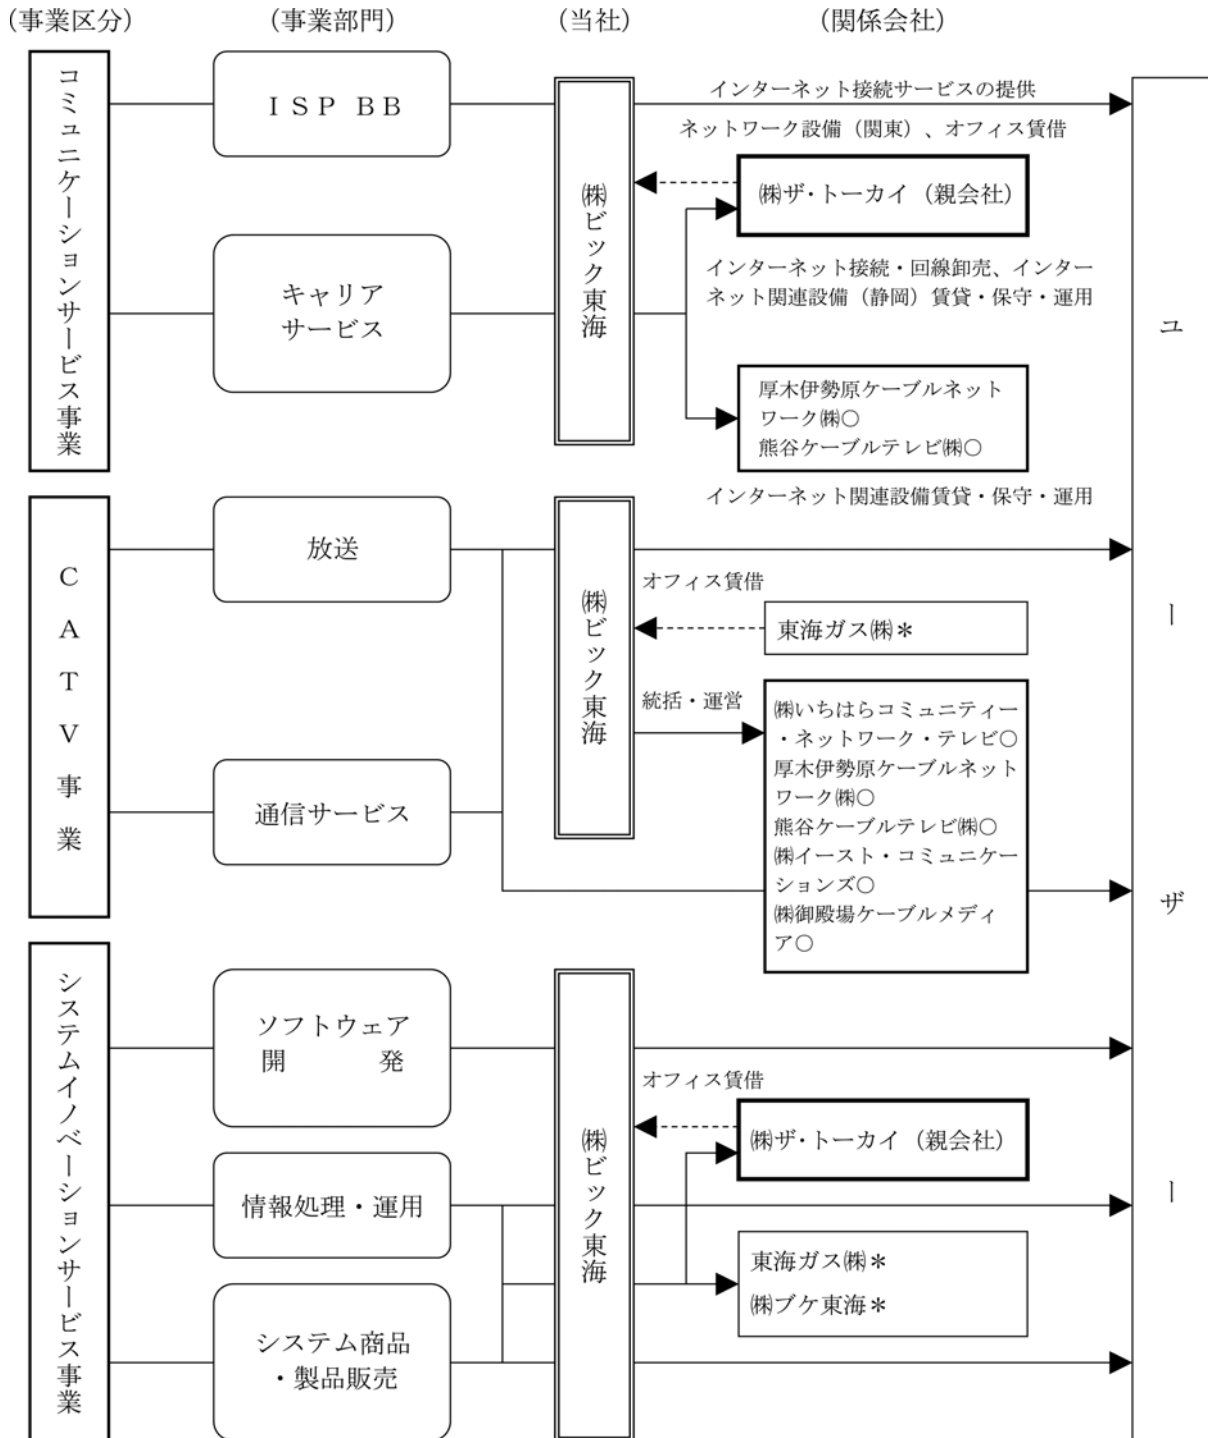 (事業区分)
(事業部門)
(当社)
(関係会社)
コミュニケーションサービス事業
ISP BB
キャリア
サービス
㈱ビック東海
インターネット接続サービスの提供
ネットワーク設備(関東)、オフィス賃借
㈱ザ・トーカイ(親会社)
インターネット接続・回線卸売、インター
ネット関連設備(静岡)賃貸・保守・運用
厚木伊勢原ケーブルネット
ワーク㈱○
熊谷ケーブルテレビ㈱○
インターネット関連設備賃貸・保守・運用
CATV事業
放送
通信サービス
㈱ビック東海
オフィス賃借
東海ガス㈱＊
統括・運営
㈱いちはらコミュニティー
・ネットワーク・テレビ○
厚木伊勢原ケーブルネット
ワーク㈱○
熊谷ケーブルテレビ㈱○
㈱イースト・コミュニケー
ションズ○
㈱御殿場ケーブルメディ
ア○
システムイノベーションサービス事業
ソフトウェア
開　　発
情報処理・運用
システム商品
・製品販売
㈱ビック東海
オフィス賃借
㈱ザ・トーカイ(親会社)
東海ガス㈱＊
㈱ブケ東海＊
ユーザー